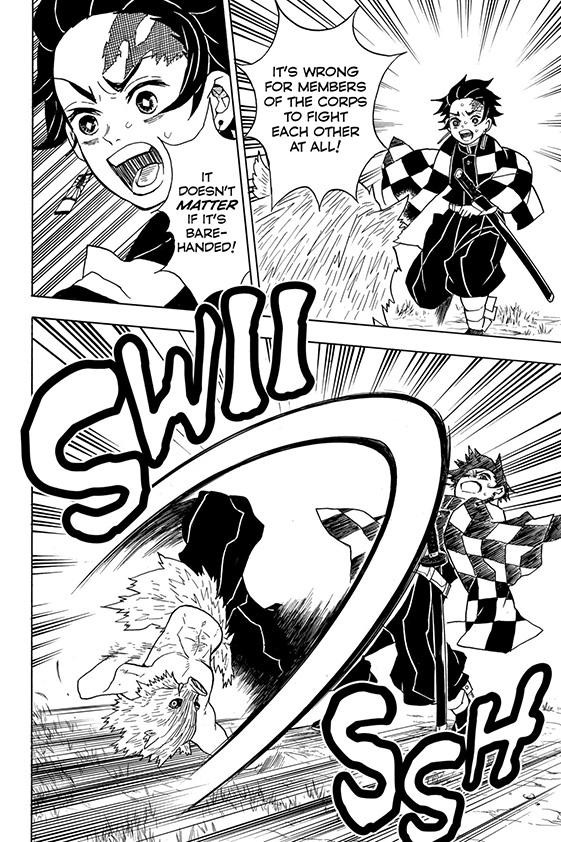 IT'S WRONG
FOR MEMBERS
OF THE CORPS
TO FIGHT
EACH OTHER
AT ALL!
IT
DOESN'T
MATTER
IF IT'S
BARE-
HANDED!
SWII
SSH